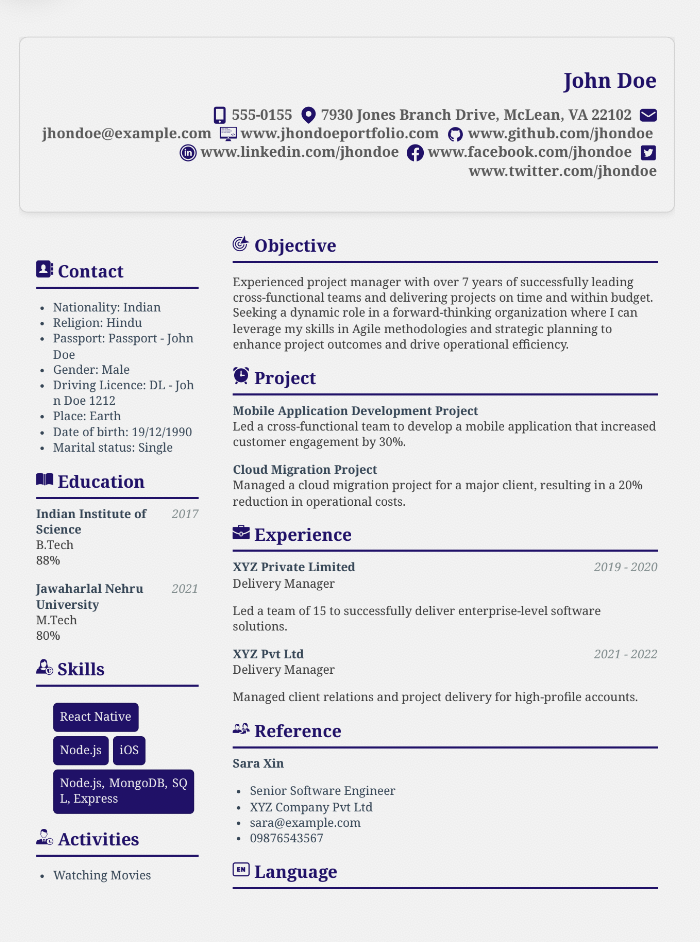 John Doe
555-0155 7930 Jones Branch Drive, McLean, VA 22102
jhondoe@example.com www.jhondoeportfolio.com www.github.com/jhondoe
www.linkedin.com/jhondoe www.facebook.com/jhondoe
www.twitter.com/jhondoe
Contact
Nationality: Indian
Religion: Hindu
Passport: Passport - John
Doe
Gender: Male
Driving Licence: DL - Joh
n Doe 1212
Place: Earth
Date of birth: 19/12/1990
Marital status: Single
Education
Indian Institute of 2017
Science
B.Tech
88%
Jawaharlal Nehru 2021
University
M.Tech
80%
Skills
React Native
Node.js iOS
Node.js, MongoDB, SQ
L, Express
Activities
Watching Movies
Objective
Experienced project manager with over 7 years of successfully leading
cross-functional teams and delivering projects on time and within budget.
Seeking a dynamic role in a forward-thinking organization where I can
leverage my skills in Agile methodologies and strategic planning to
enhance project outcomes and drive operational efficiency.
Project
Mobile Application Development Project
Led a cross-functional team to develop a mobile application that increased
customer engagement by 30%.
Cloud Migration Project
Managed a cloud migration project for a major client, resulting in a 20%
reduction in operational costs.
Experience
XYZ Private Limited 2019 - 2020
Delivery Manager
Led a team of 15 to successfully deliver enterprise-level software
solutions.
XYZ Pvt Ltd 2021 - 2022
Delivery Manager
Managed client relations and project delivery for high-profile accounts.
Reference
Sara Xin
Senior Software Engineer
XYZ Company Pvt Ltd
sara@example.com
09876543567
EN Language